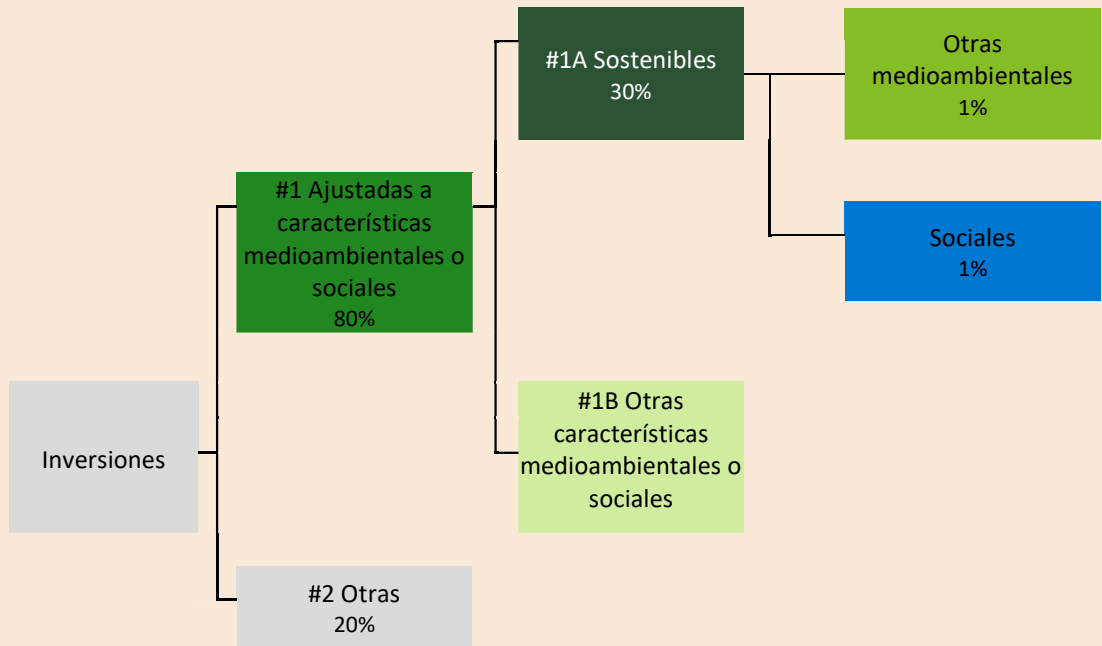 #1A Sostenibles
30%
Otras
medioambientales
1%
#1 Ajustadas a
características
medioambientales o
sociales
80%
Sociales
1%
#1B Otras
características
medioambientales o
sociales
Inversiones
#2 Otras
20%